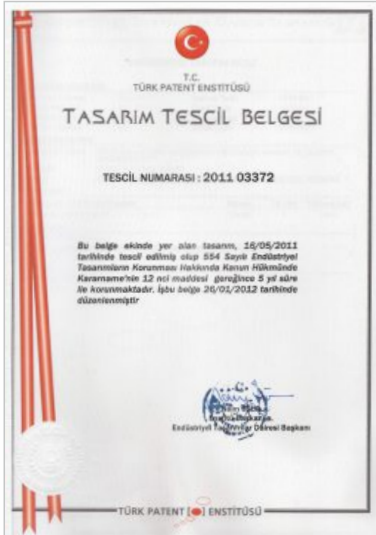 T.C.
TÜRK PATENT ENSTİTÜSÜ
TASARIM TESCİL BELGESİ
TESCİL NUMARASI : 2011 03372
Bu belge ekinde yer alan tasarım, 16/05/2011
tarihinde tescil edilmiş olup 554 Sayılı Endüstriyel
Tasarımların Korunması Hakkında Kanun Hükmünde
Kararname'nin 12 nci maddesi gereğince 5 yıl süre
ile korunmaktadır. İşbu belge 26/01/2012 tarihinde
düzenlenmiştir
Endüstriyel Tasarımlar Dairesi Başkanı
TÜRK PATENT ENSTİTÜSÜ